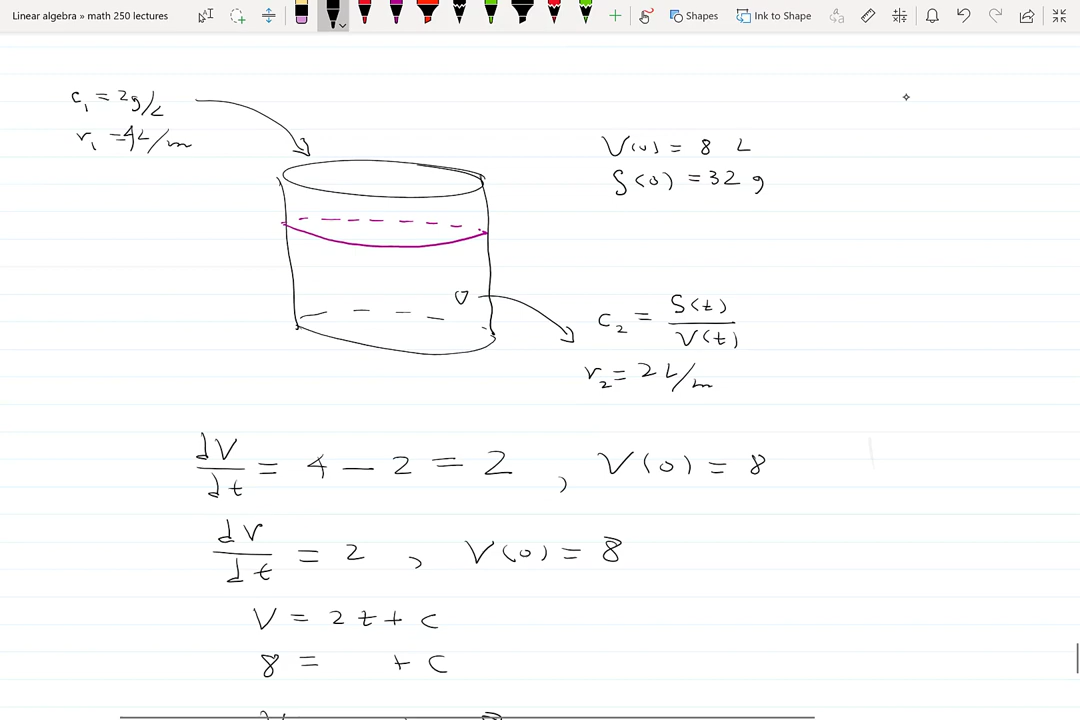 Linear algebra » math 250 lectures
Shapes
Ink to Shape
c₁ = 2g/L
r₁ = 4L/m
V(0) = 8 L
S(0) = 32 g
c₂ = S(t)/V(t)
r₂ = 2L/m
dV/dt = 4 - 2 = 2 , V(0) = 8
dV/dt = 2 , V(0) = 8
V = 2t + c
8 = + c